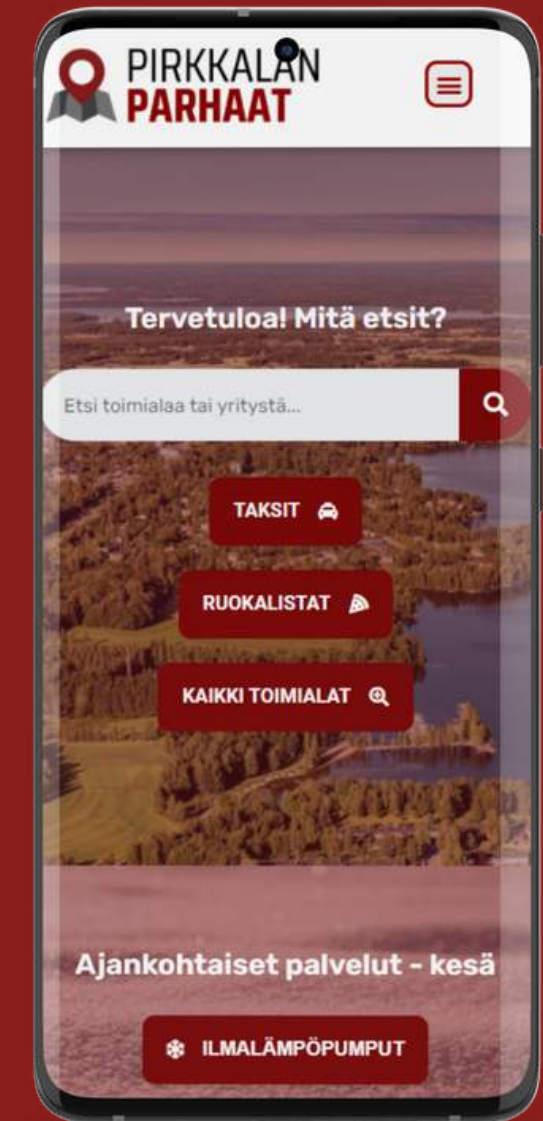 PIRKKALAN
PARHAAT
Tervetuloa! Mitä etsit?
Etsi toimialaa tai yritystä...
TAKSIT
RUOKALISTAT
KAIKKI TOIMIALAT
Ajankohtaiset palvelut - kesä
ILMALÄMPÖPUMPUT